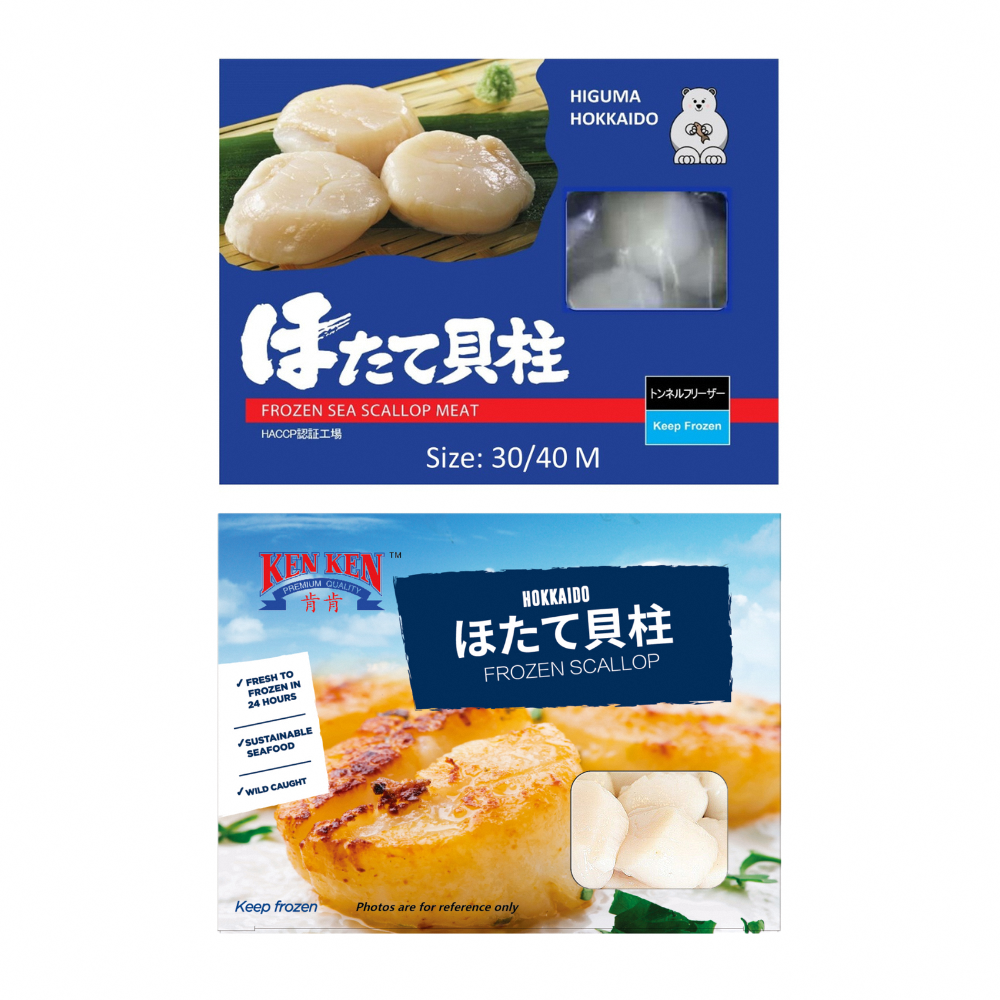 HIGUMA
HOKKAIDO
ほたて貝柱
FROZEN SEA SCALLOP MEAT
HACCP認証工場
トンネルフリーザー
Keep Frozen
Size: 30/40 M
KEN KEN TM
PREMIUM QUALITY
肯肯
HOKKAIDO
ほたて貝柱
FROZEN SCALLOP
✓ FRESH TO
FROZEN IN
24 HOURS
✓ SUSTAINABLE
SEAFOOD
✓ WILD CAUGHT
Keep frozen
Photos are for reference only